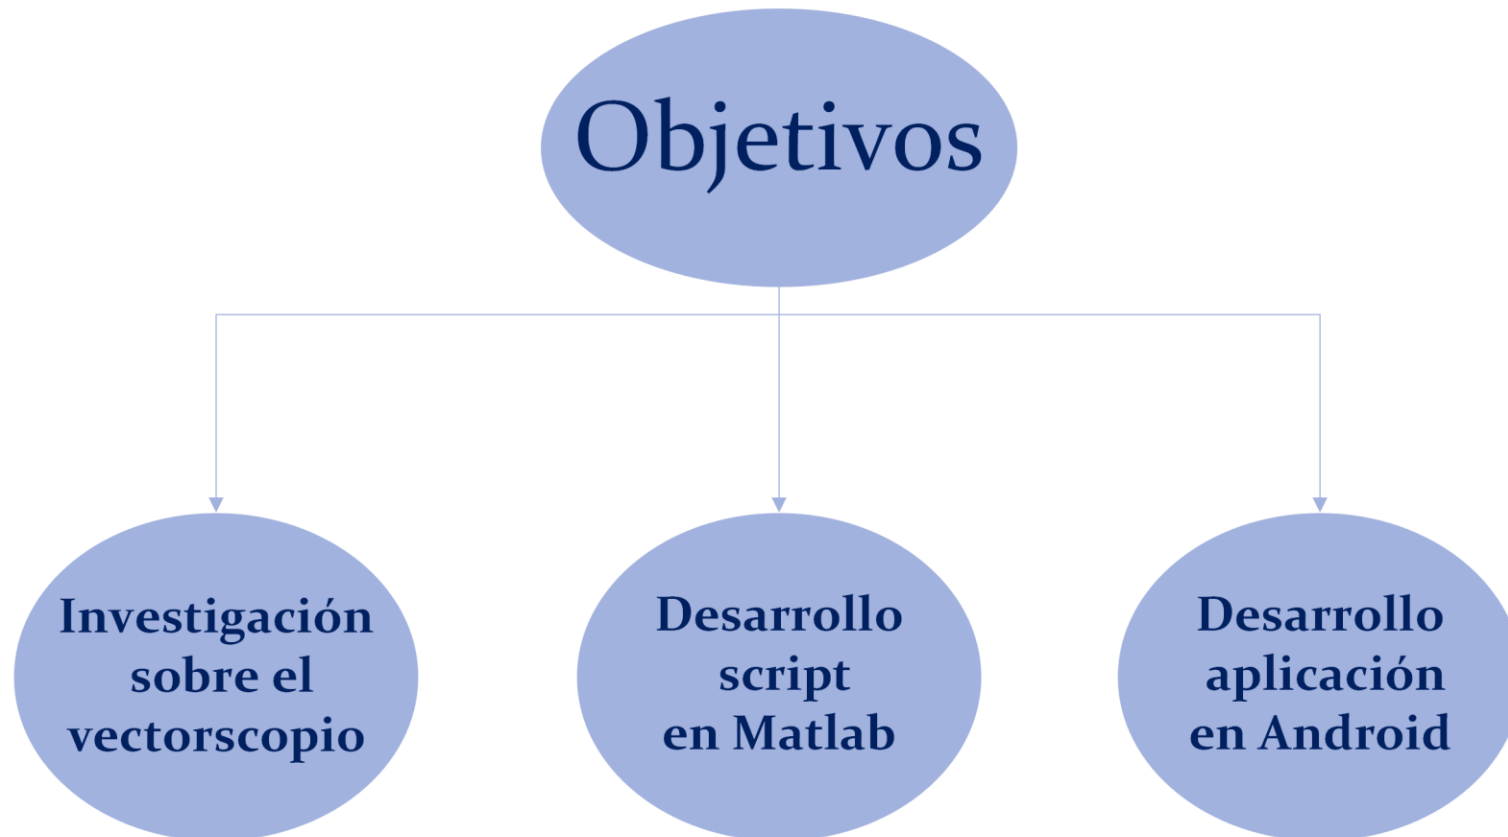 Objetivos
Investigación
sobre el
vectorscopio
Desarrollo
script
en Matlab
Desarrollo
aplicación
en Android